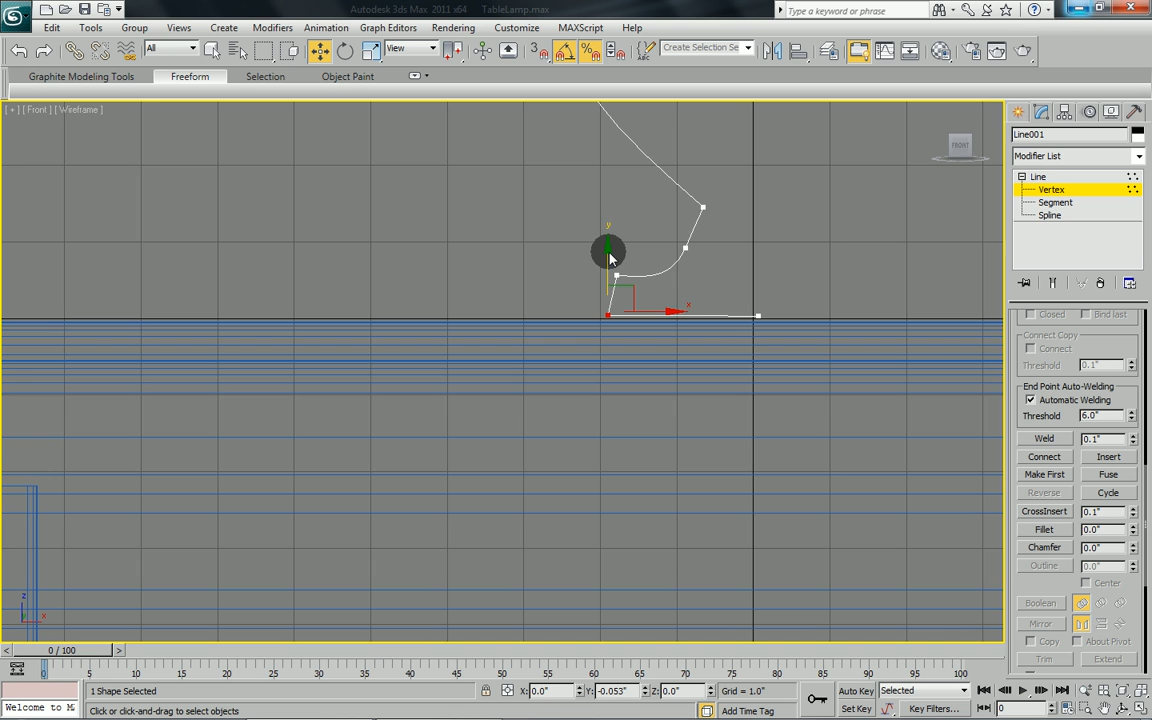 Autodesk 3ds Max 2011 x64 TableLamp.max
Type a keyword or phrase
Edit Tools Group Views Create Modifiers Animation Graph Editors Rendering Customize MAXScript Help
All View Create Selection Se
Graphite Modeling Tools Freeform Selection Object Paint
[ + ] [ Front ] [ Wireframe ]
FRONT
y
x
z
x
Line001
Modifier List
Line
Vertex
Segment
Spline
Closed Bind last
Connect Copy
Connect
Threshold 0.1"
End Point Auto-Welding
Automatic Welding
Threshold 6.0"
Weld 0.1"
Connect Insert
Make First Fuse
Reverse Cycle
CrossInsert 0.1"
Fillet 0.0"
Chamfer 0.0"
Outline 0.0"
Center
Boolean
Mirror
Copy About Pivot
Trim Extend
0 / 100
0 5 10 15 20 25 30 35 40 45 50 55 60 65 70 75 80 85 90 95 100
1 Shape Selected X: 0.0" Y: -0.053" Z: 0.0" Grid = 1.0" Auto Key Selected
Welcome to M Click or click-and-drag to select objects Add Time Tag Set Key Key Filters... 0